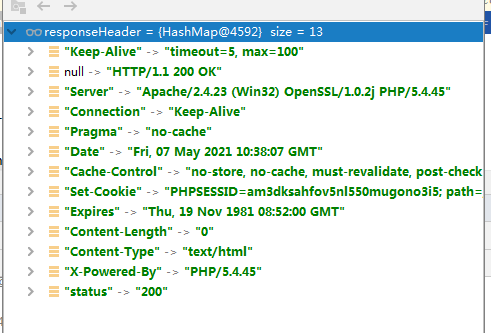 responseHeader = {HashMap@4592} size = 13
"Keep-Alive" -> "timeout=5, max=100"
null -> "HTTP/1.1 200 OK"
"Server" -> "Apache/2.4.23 (Win32) OpenSSL/1.0.2j PHP/5.4.45"
"Connection" -> "Keep-Alive"
"Pragma" -> "no-cache"
"Date" -> "Fri, 07 May 2021 10:38:07 GMT"
"Cache-Control" -> "no-store, no-cache, must-revalidate, post-check
"Set-Cookie" -> "PHPSESSID=am3dksahfov5nl550mugono3i5; path=
"Expires" -> "Thu, 19 Nov 1981 08:52:00 GMT"
"Content-Length" -> "0"
"Content-Type" -> "text/html"
"X-Powered-By" -> "PHP/5.4.45"
"status" -> "200"